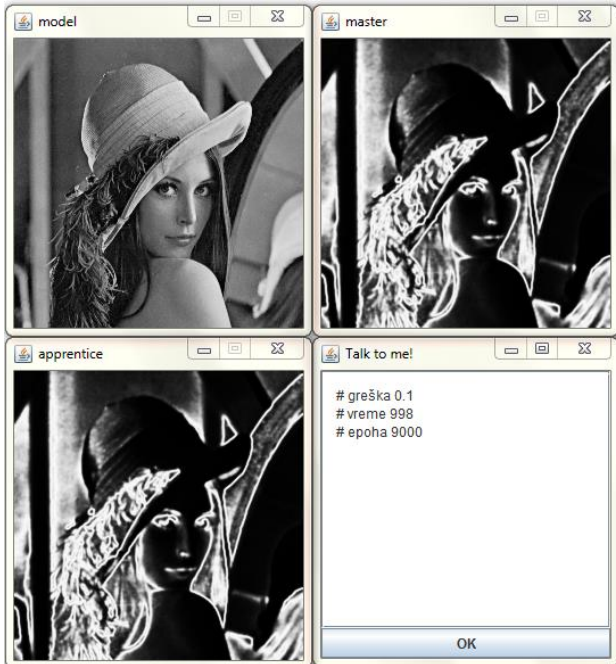 model
master
apprentice
Talk to me!
# greška 0.1
# vreme 998
# epoha 9000
OK